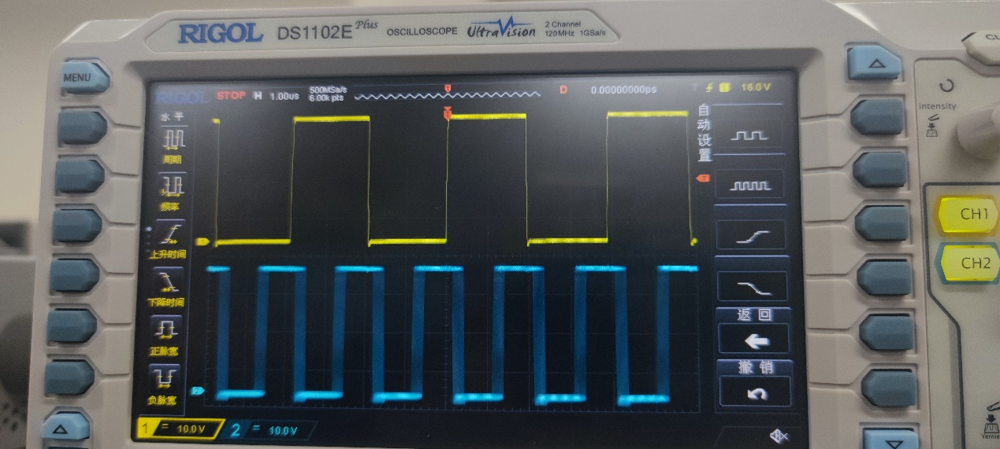 RIGOL DS1102E Plus OSCILLOSCOPE UltraVision 2 Channel
120MHz 1GSa/s
MENU
RIGOL STOP H 1.00us 500MSa/s
6.00k pts
T
D 0.00000000ps T 1 16.0V
水平
周期
频率
上升时间
下降时间
正脉宽
负脉宽
自动设置
T
T
1
2
返回
撤销
1 = 10.0V 2 = 10.0V
Intensity
CH1
CH2